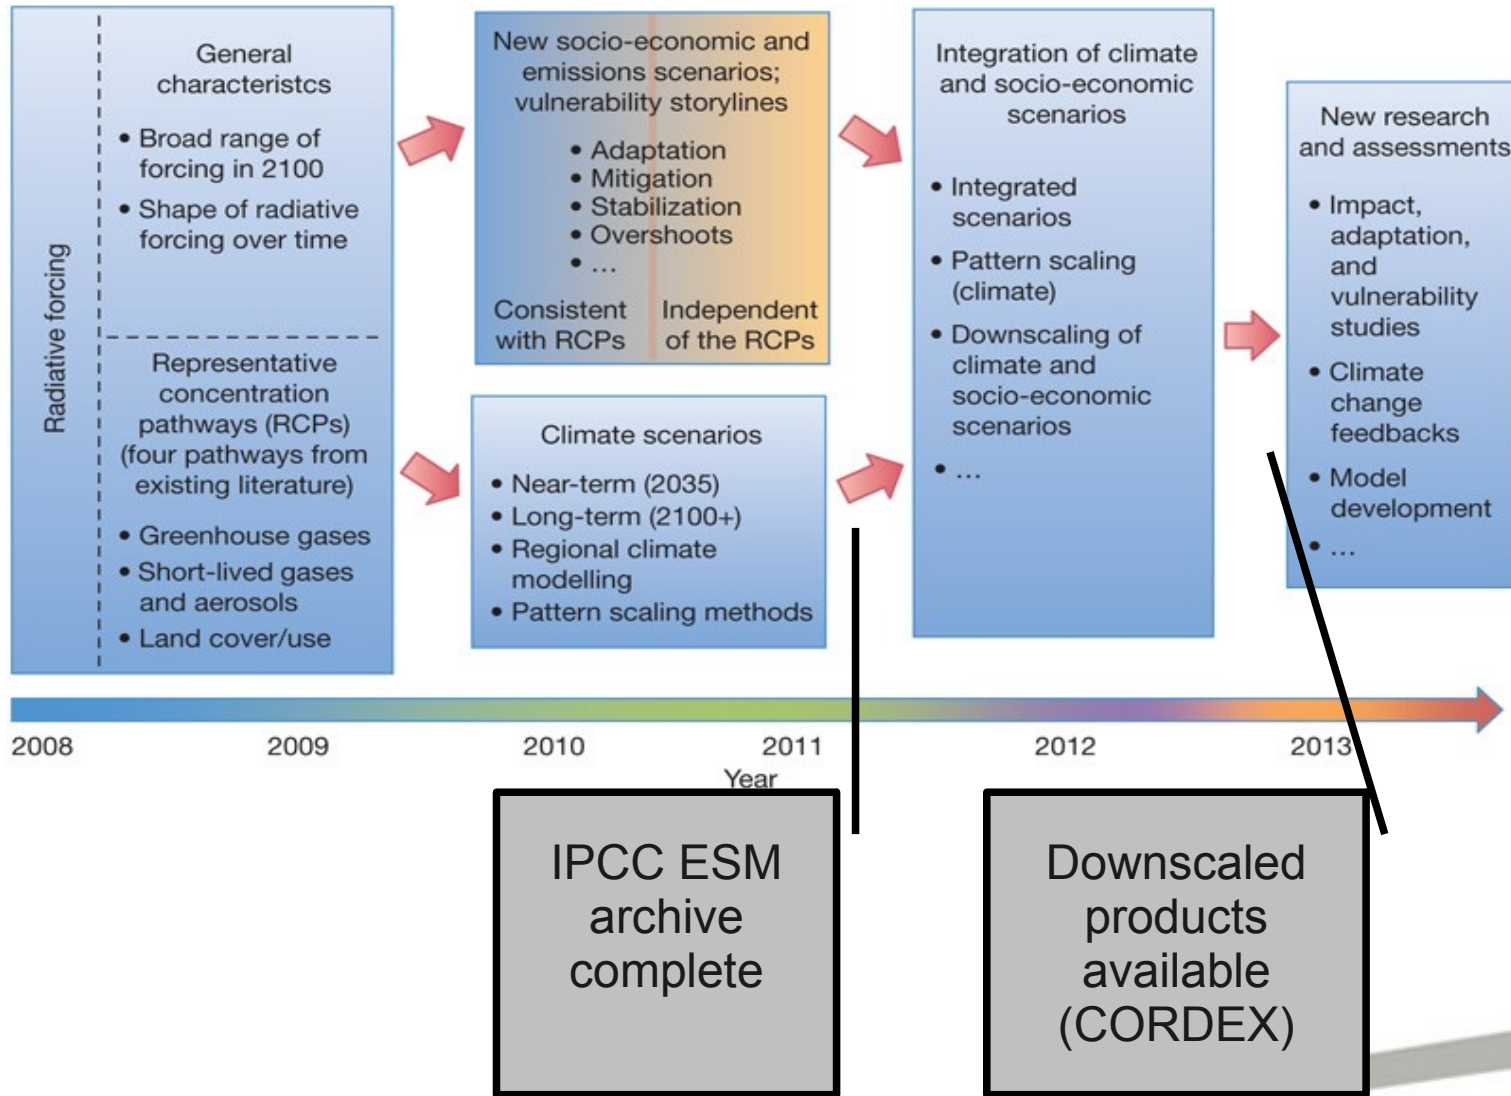 Radiative forcing
General
characteristcs
• Broad range of
forcing in 2100
• Shape of radiative
forcing over time
Representative
concentration
pathways (RCPs)
(four pathways from
existing literature)
• Greenhouse gases
• Short-lived gases
and aerosols
• Land cover/use
New socio-economic and
emissions scenarios;
vulnerability storylines
• Adaptation
• Mitigation
• Stabilization
• Overshoots
• ...
Consistent
with RCPs
Independent
of the RCPs
Climate scenarios
• Near-term (2035)
• Long-term (2100+)
• Regional climate
modelling
• Pattern scaling methods
Integration of climate
and socio-economic
scenarios
• Integrated
scenarios
• Pattern scaling
(climate)
• Downscaling of
climate and
socio-economic
scenarios
• ...
New research
and assessments
• Impact,
adaptation,
and
vulnerability
studies
• Climate
change
feedbacks
• Model
development
• ...
2008 2009 2010 2011 2012 2013
Year
IPCC ESM
archive
complete
Downscaled
products
available
(CORDEX)